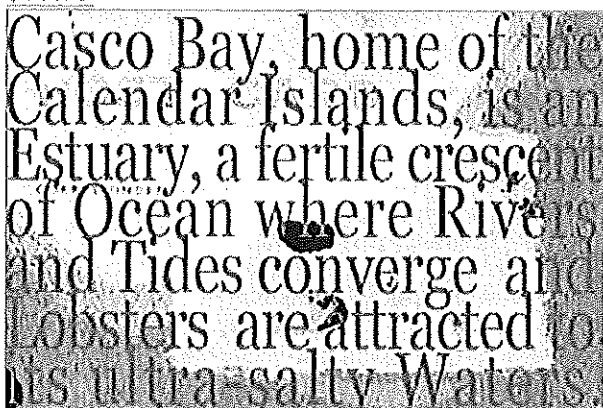 Casco Bay, home of the
Calendar Islands, is an
Estuary, a fertile crescent
of Ocean where Rivers
and Tides converge and
Lobsters are attracted to
its ultra-salty Waters.